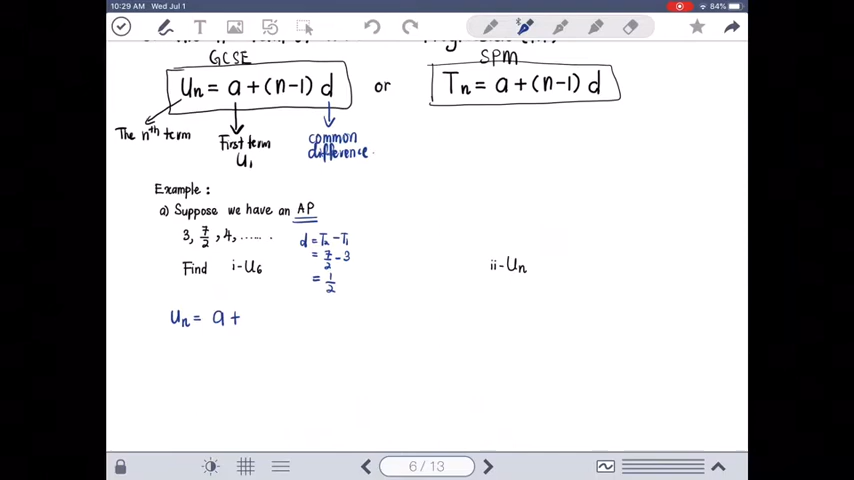 10:29 AM Wed Jul 1
84%
GCSE
SPM
Un = a + (n-1) d
or
Tn = a + (n-1) d
The nth term
First term
U1
common
difference
Example :
a) Suppose we have an AP
3, 7/2, 4, ......
d = T2 - T1
= 7/2 - 3
= 1/2
Find i - U6
ii - Un
Un = a +
6 / 13